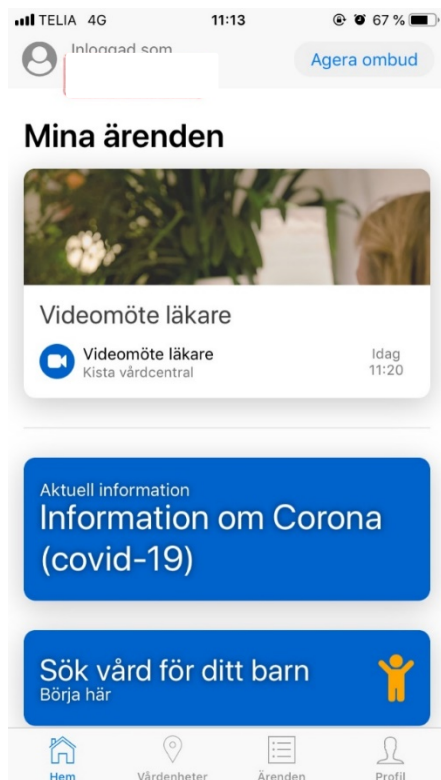 TELIA 4G 11:13 67 %
Inloggad som
Agera ombud
Mina ärenden
Videomöte läkare
Videomöte läkare
Kista vårdcentral
Idag
11:20
Aktuell information
Information om Corona
(covid-19)
Sök vård för ditt barn
Börja här
Hem Vårdenheter Ärenden Profil